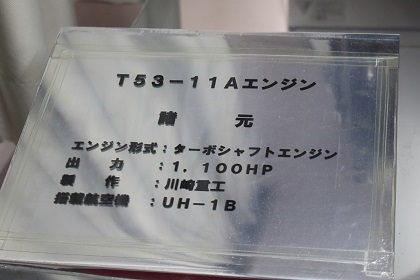 T53-11Aエンジン
諸 元
エンジン形式：ターボシャフトエンジン
出 力 ：1，100HP
製 作 ：川崎重工
搭載航空機 ：UH-1B